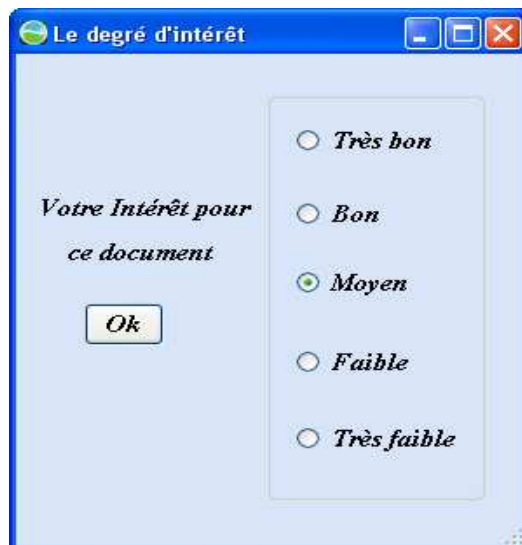 Le degré d'intérêt
Votre Intérêt pour
ce document
Ok
Très bon
Bon
Moyen
Faible
Très faible